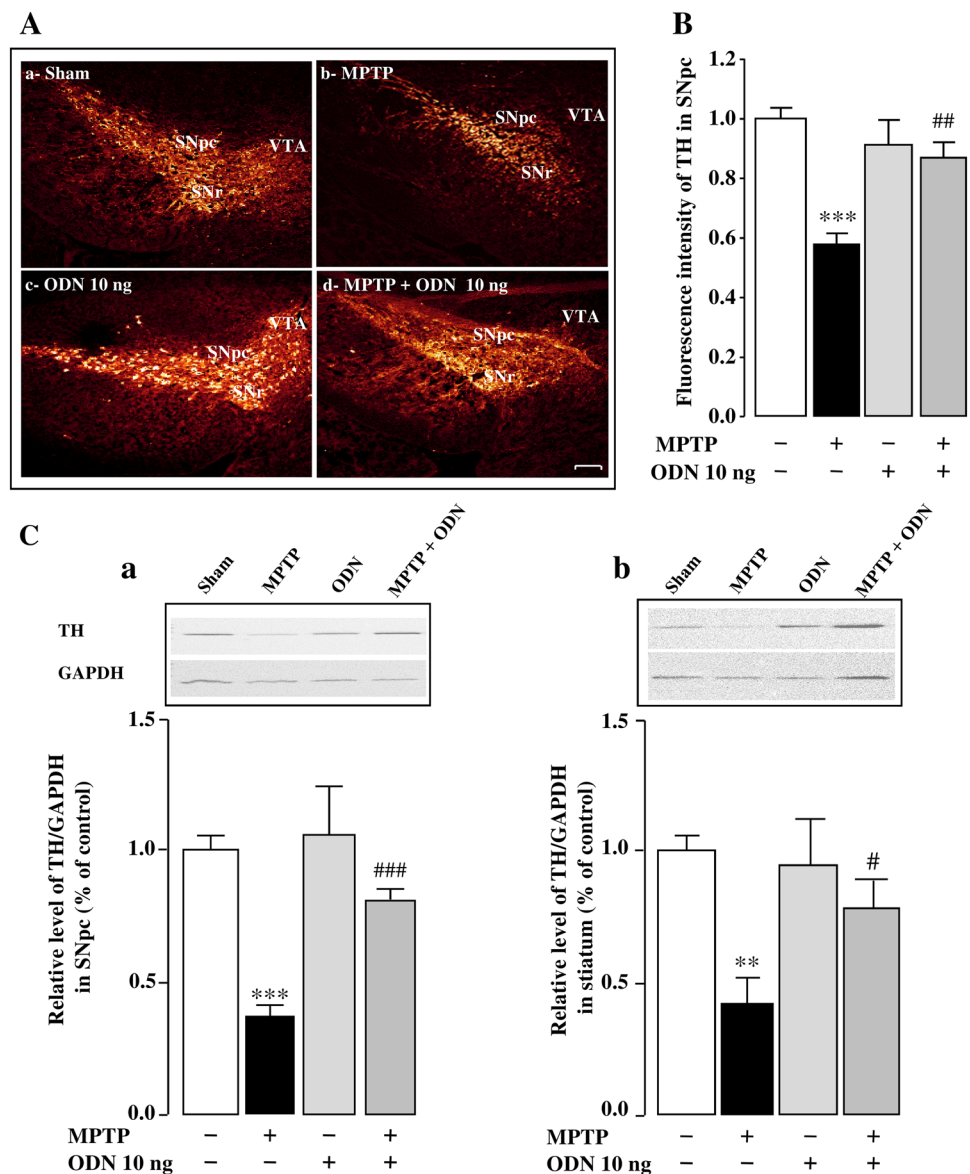 A
a- Sham
SNpc
VTA
SNr
b- MPTP
SNpc
VTA
SNr
c- ODN 10 ng
VTA
SNpc
SNr
d- MPTP + ODN 10 ng
VTA
SNpc
SNr
B
Fluorescence intensity of TH in SNpc
1.2
1.0
0.8
0.6
0.4
0.2
0.0
***
##
MPTP − + − +
ODN 10 ng − − + +
C
a
Sham MPTP ODN MPTP + ODN
TH
GAPDH
Relative level of TH/GAPDH
in SNpc (% of control)
1.5
1.0
0.5
0.0
***
###
MPTP − + − +
ODN 10 ng − − + +
b
Sham MPTP ODN MPTP + ODN
Relative level of TH/GAPDH
in stiatum (% of control)
1.5
1.0
0.5
0.0
**
#
MPTP − + − +
ODN 10 ng − − + +